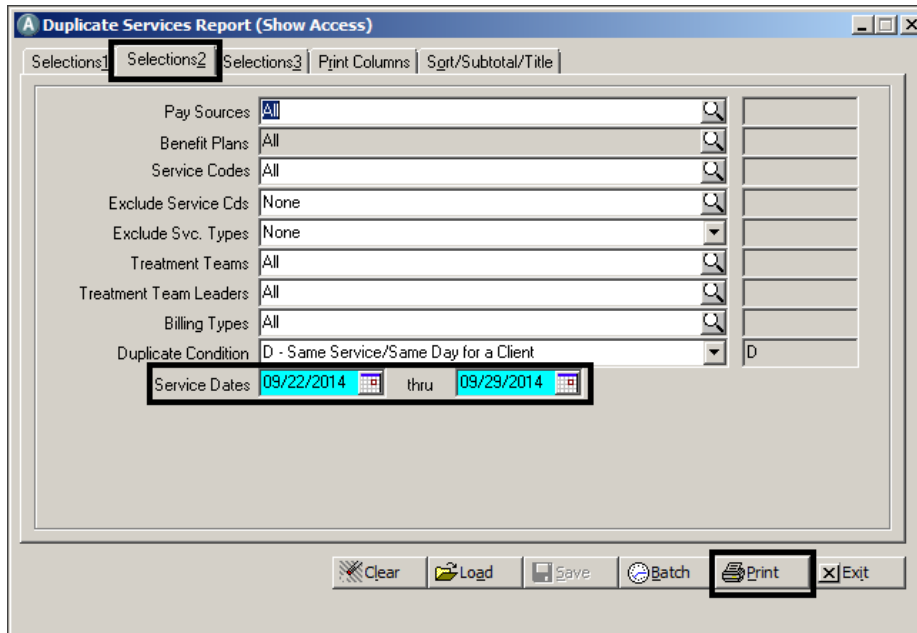 A Duplicate Services Report (Show Access)
Selections1 Selections2 Selections3 Print Columns Sort/Subtotal/Title
Pay Sources All
Benefit Plans All
Service Codes All
Exclude Service Cds None
Exclude Svc. Types None
Treatment Teams All
Treatment Team Leaders All
Billing Types All
Duplicate Condition D - Same Service/Same Day for a Client D
Service Dates 09/22/2014 thru 09/29/2014
Clear Load Save Batch Print Exit